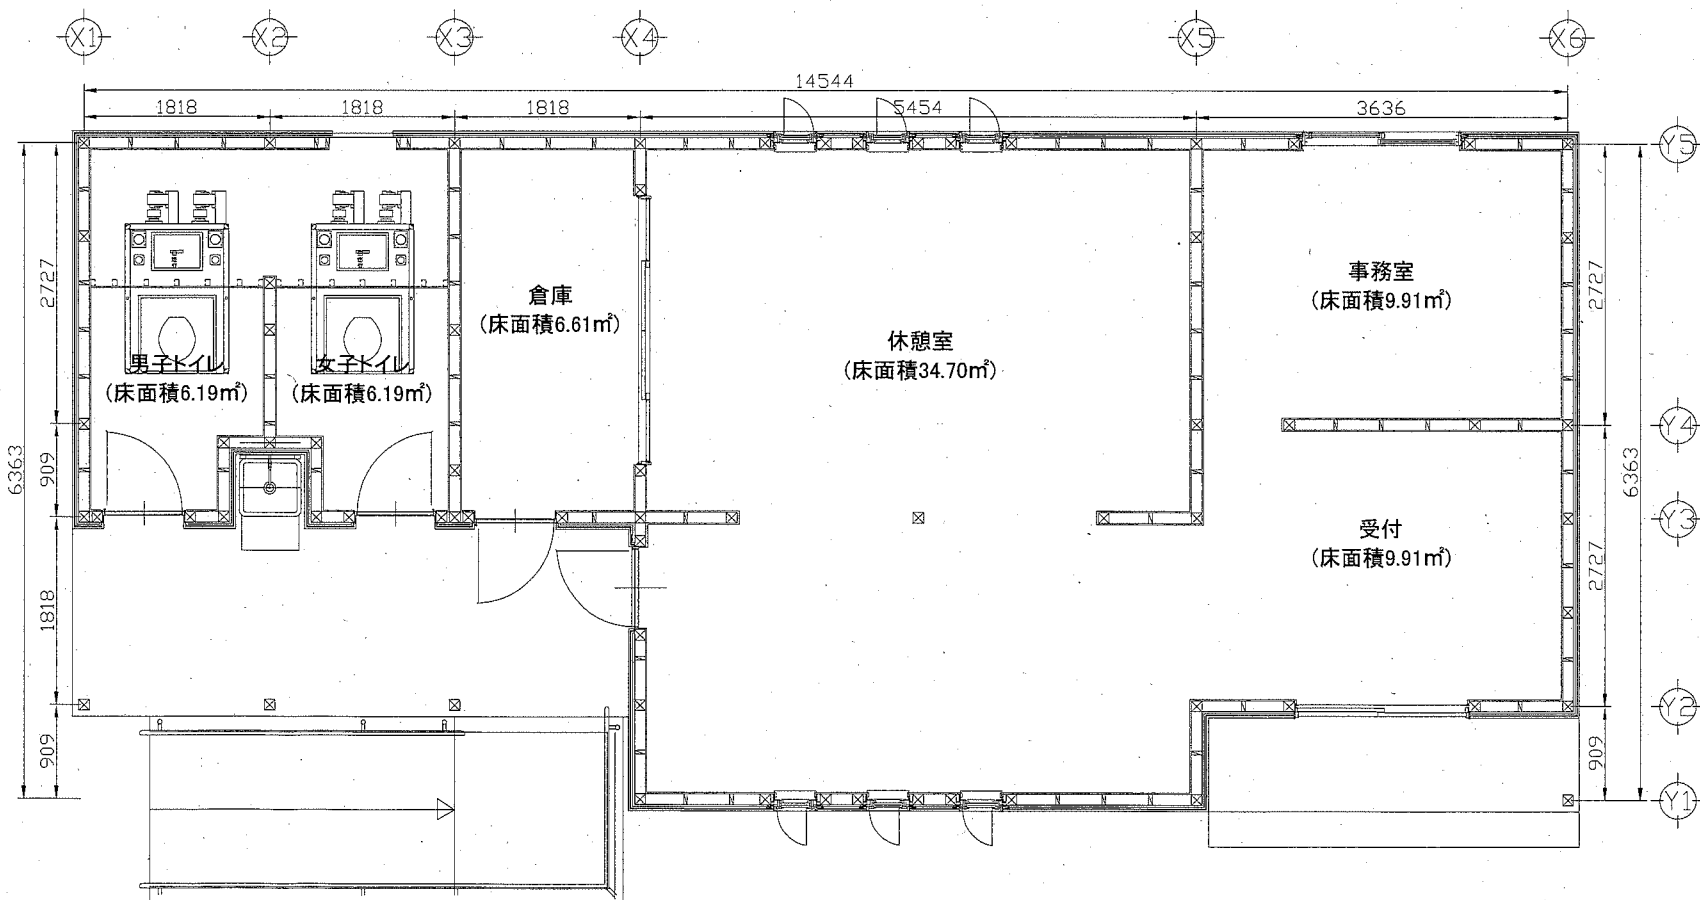 X1 X2 X3 X4 X5 X6
14544
1818 1818 1818 5454 3636
Y5
Y4
Y3
Y2
Y1
6363
2727
909
1818
909
2727
2727
909
6363
男子トイレ
(床面積6.19㎡)
女子トイレ
(床面積6.19㎡)
倉庫
(床面積6.61㎡)
休憩室
(床面積34.70㎡)
事務室
(床面積9.91㎡)
受付
(床面積9.91㎡)